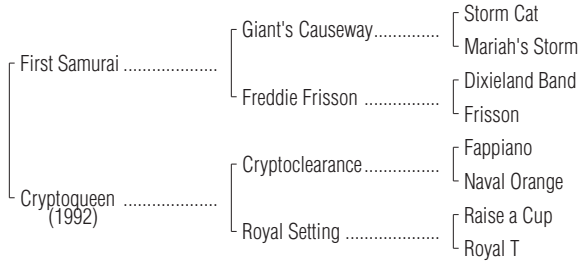 Storm Cat
Giant's Causeway...............
Mariah's Storm
First Samurai ....................
Dixieland Band
Freddie Frisson .................
Frisson
Fappiano
Cryptoclearance.................
Naval Orange
Cryptoqueen ....................
(1992)
Raise a Cup
Royal Setting .....................
Royal T